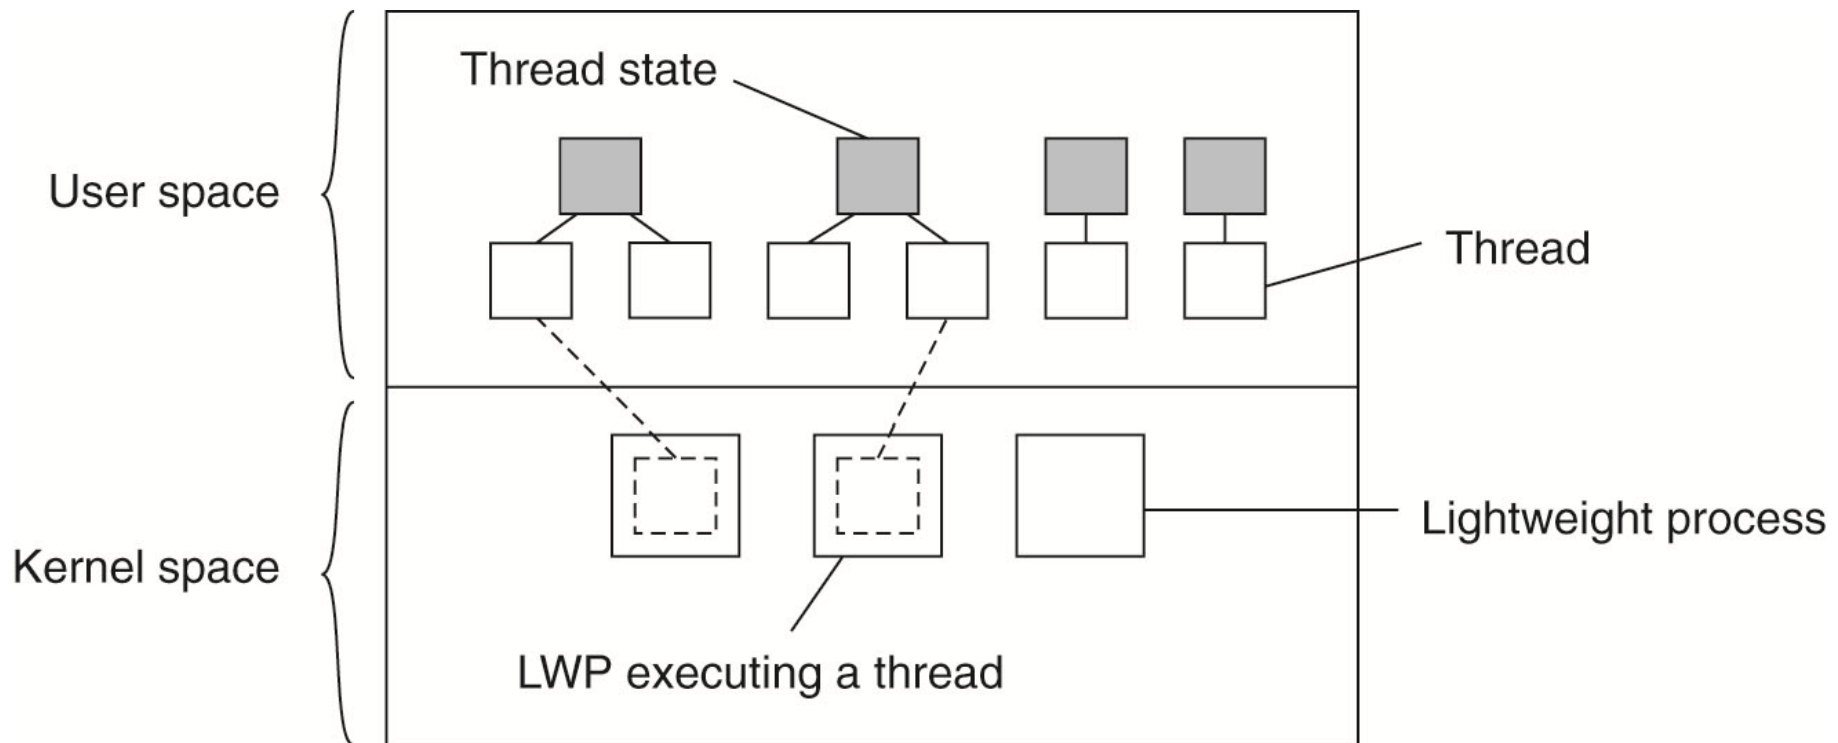 Thread state
User space
Thread
Lightweight process
Kernel space
LWP executing a thread